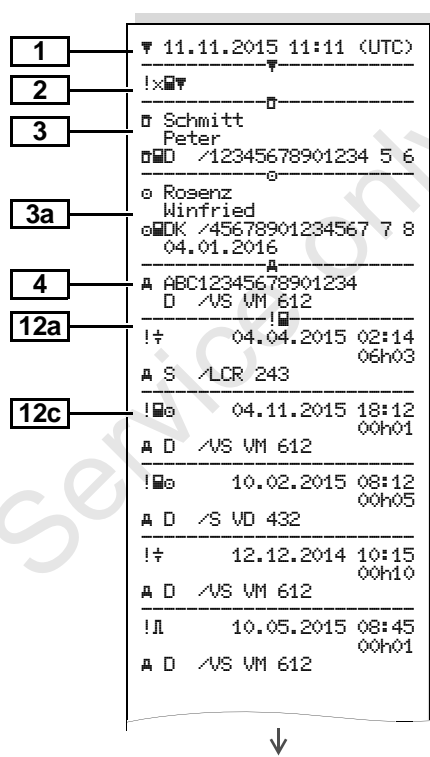 1
▼ 11.11.2015 11:11 (UTC)
2
!x▼
3
Schmitt
Peter
D /12345678901234 5 6
3a
Rogenz
Winfried
DK /45678901234567 7 8
04.01.2016
4
A ABC12345678901234
D /VS VM 612
12a
!÷ 04.04.2015 02:14
06h03
A S /LCR 243
12c
! 04.11.2015 18:12
00h01
A D /VS VM 612
! 10.02.2015 08:12
00h05
A D /S VD 432
!÷ 12.12.2014 10:15
00h10
A D /VS VM 612
!Л 10.05.2015 08:45
00h01
A D /VS VM 612
Service only